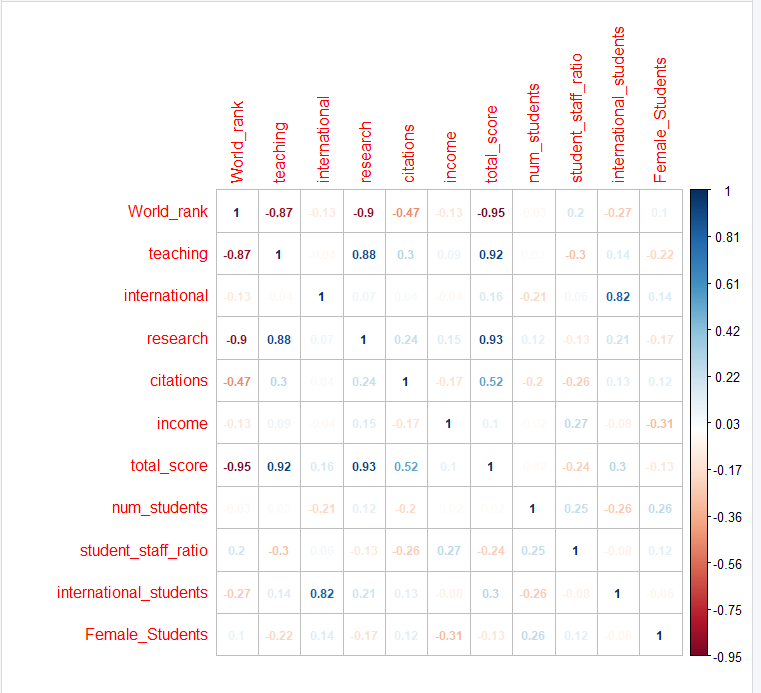 World_rank teaching international research citations income total_score num_students student_staff_ratio international_students Female_Students
World_rank 1 -0.87 -0.13 -0.9 -0.47 -0.13 -0.95 0.2 -0.27 0.1
teaching -0.87 1 0.88 0.3 0.09 0.92 -0.3 0.14 -0.22
international -0.13 1 0.07 0.16 -0.21 0.06 0.82 0.14
research -0.9 0.88 0.07 1 0.24 0.15 0.93 0.12 -0.13 0.21 -0.17
citations -0.47 0.3 0.24 1 -0.17 0.52 -0.2 -0.26 0.13 0.12
income -0.13 0.09 0.15 -0.17 1 0.1 0.27 -0.08 -0.31
total_score -0.95 0.92 0.16 0.93 0.52 0.1 1 -0.24 0.3 -0.13
num_students -0.21 0.12 -0.2 1 0.25 -0.26 0.26
student_staff_ratio 0.2 -0.3 0.06 -0.13 -0.26 0.27 -0.24 0.25 1 -0.08 0.12
international_students -0.27 0.14 0.82 0.21 0.13 -0.08 0.3 -0.26 -0.08 1
Female_Students 0.1 -0.22 0.14 -0.17 0.12 -0.31 -0.13 0.26 0.12 1
1
0.81
0.61
0.42
0.22
0.03
-0.17
-0.36
-0.56
-0.75
-0.95